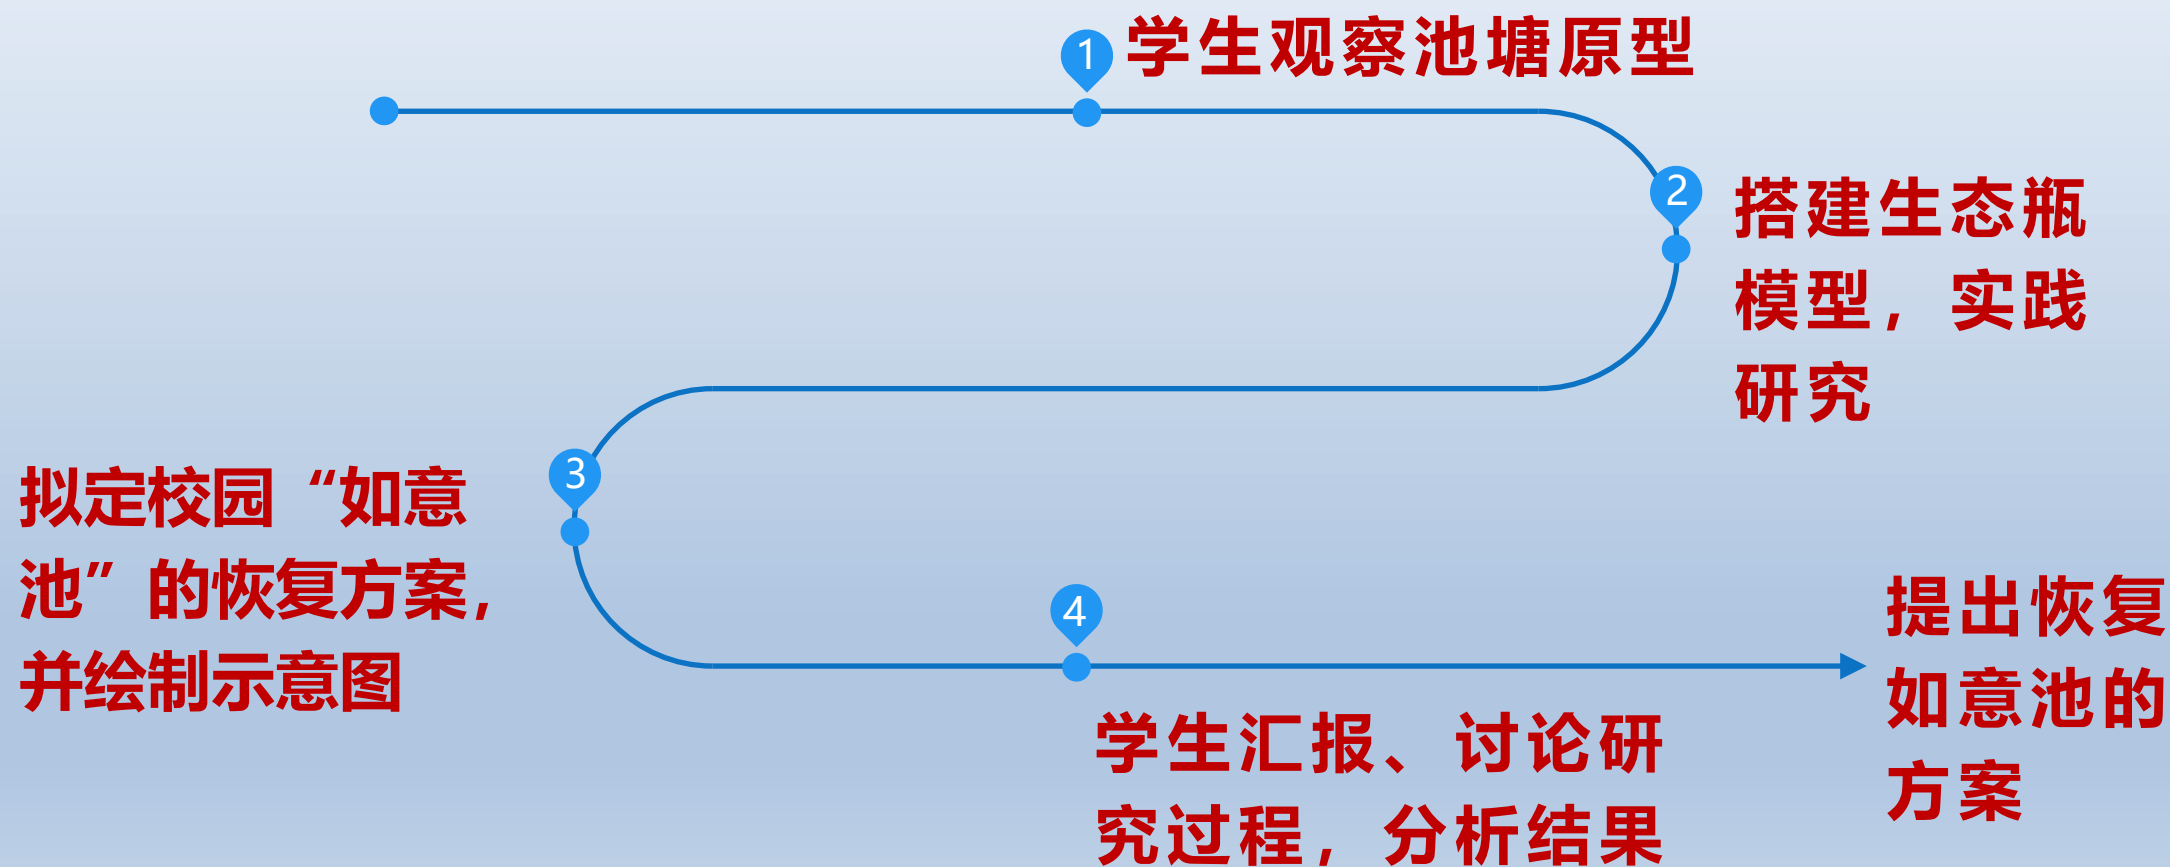 1
学生观察池塘原型
2
搭建生态瓶
模型，实践
研究
3
拟定校园“如意
池”的恢复方案，
并绘制示意图
4
学生汇报、讨论研
究过程，分析结果
提出恢复
如意池的
方案